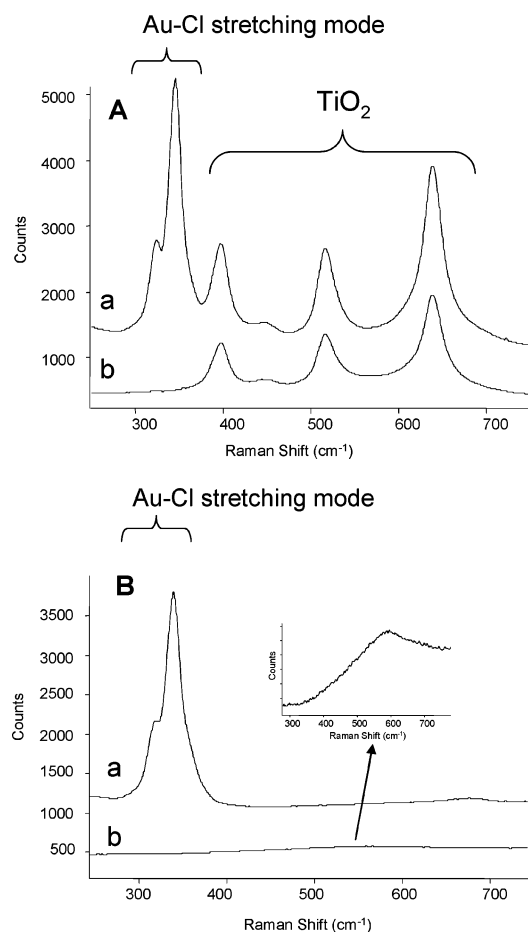 Au-Cl stretching mode
A
TiO₂
5000
4000
3000
2000
1000
Counts
a
b
300 400 500 600 700
Raman Shift (cm⁻¹)
Au-Cl stretching mode
B
3500
3000
2500
2000
1500
1000
500
Counts
a
b
Counts
300 400 500 600 700
Raman Shift (cm⁻¹)
300 400 500 600 700
Raman Shift (cm⁻¹)